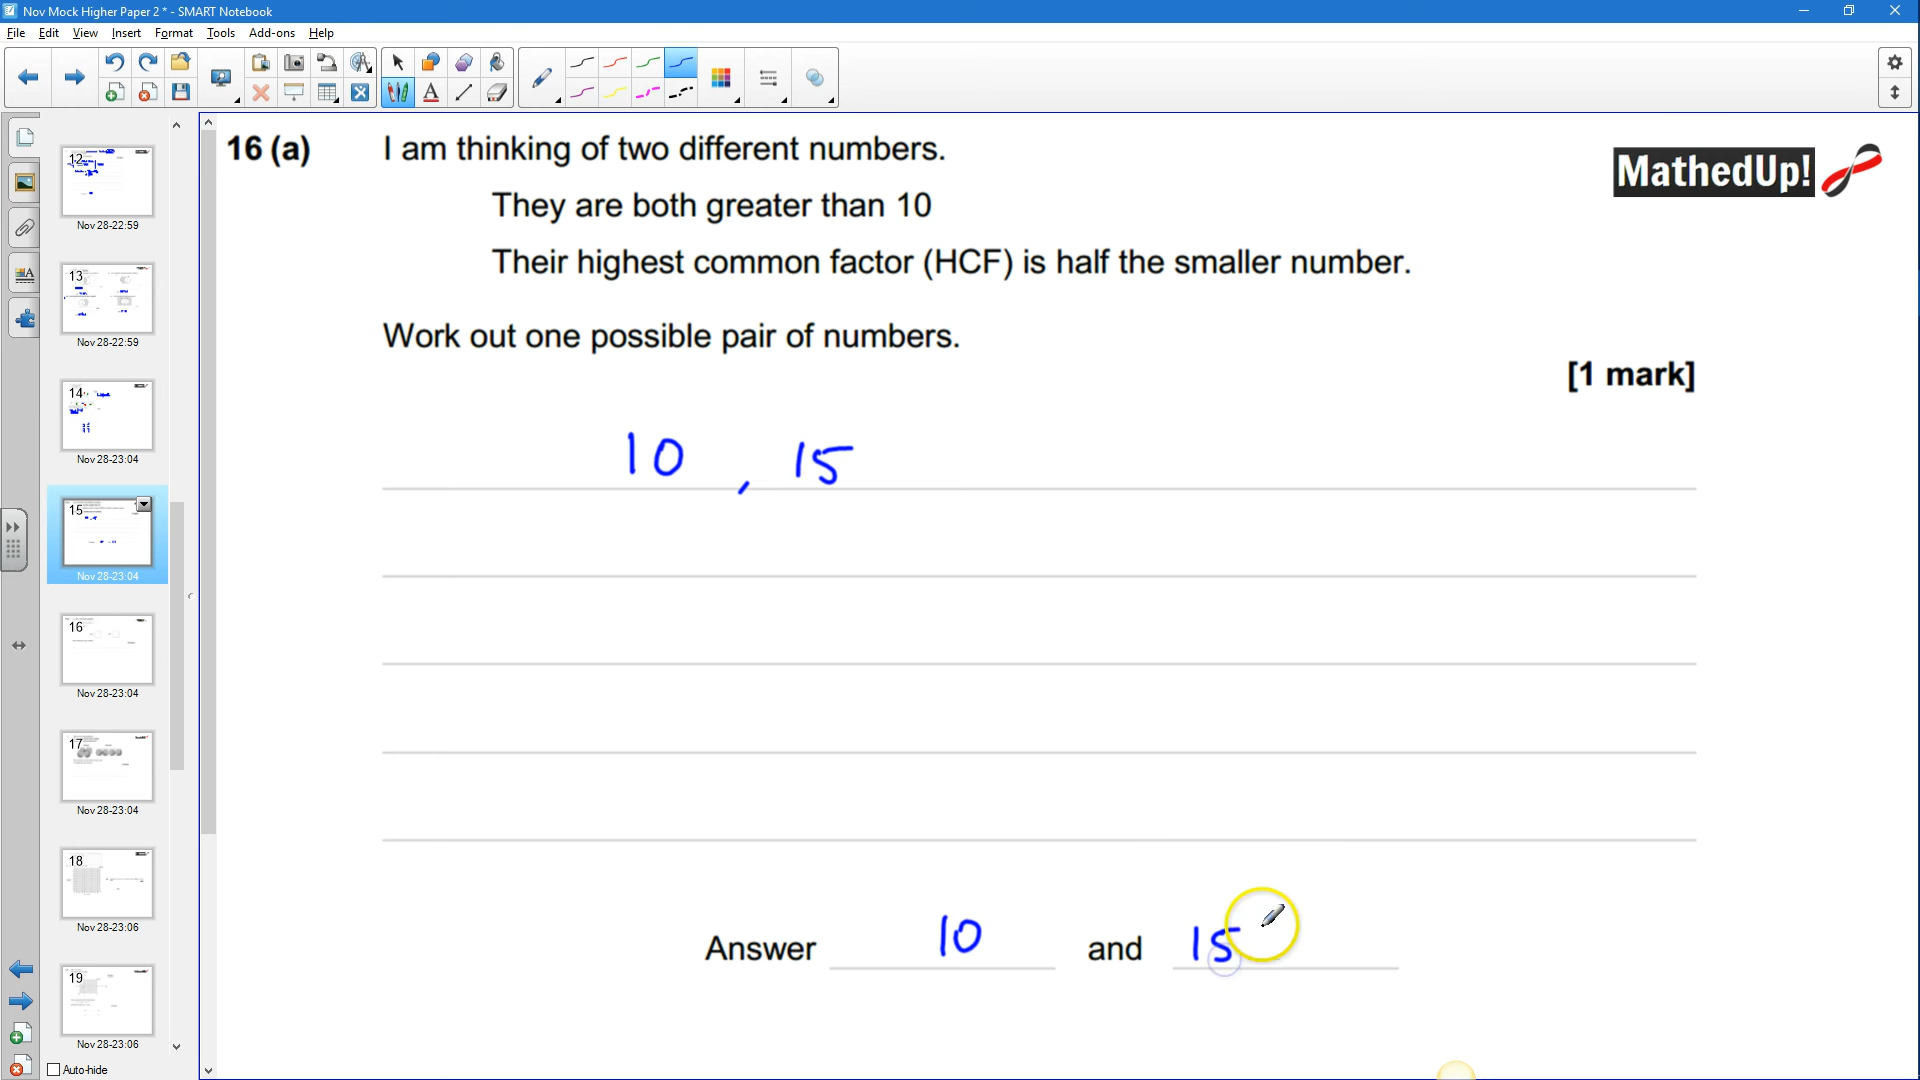 Nov Mock Higher Paper 2 * - SMART Notebook
File Edit View Insert Format Tools Add-ons Help
16 (a) I am thinking of two different numbers.
MathedUp!
They are both greater than 10
Their highest common factor (HCF) is half the smaller number.
Work out one possible pair of numbers.
[1 mark]
10 , 15
Answer 10 and 15
12
Nov 28-22:59
13
Nov 28-22:59
14
Nov 28-23:04
15
Nov 28-23:04
16
Nov 28-23:04
17
Nov 28-23:04
18
Nov 28-23:06
19
Nov 28-23:06
Auto-hide